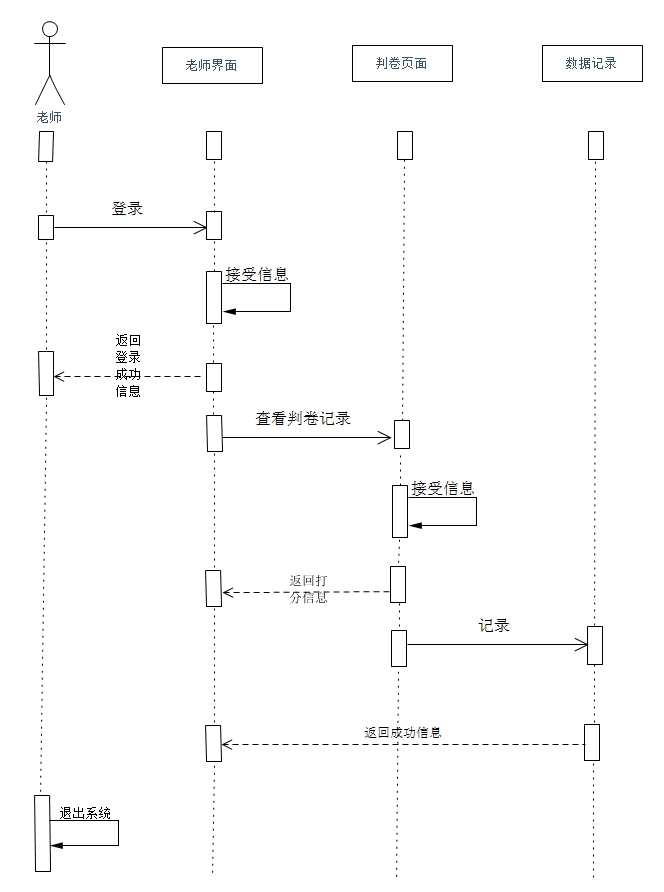 老师
老师界面
判卷页面
数据记录
登录
接受信息
返回
登录
成功
信息
查看判卷记录
接受信息
返回打
分信息
记录
返回成功信息
退出系统